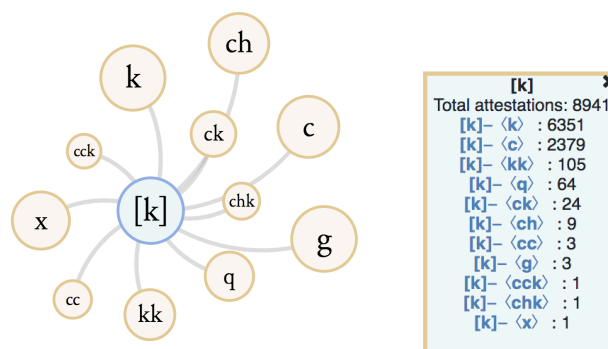 ch
k
ck
c
cck
chk
[k]
x
g
q
cc
kk
[k]
Total attestations: 8941
[k]– ⟨k⟩ : 6351
[k]– ⟨c⟩ : 2379
[k]– ⟨kk⟩ : 105
[k]– ⟨q⟩ : 64
[k]– ⟨ck⟩ : 24
[k]– ⟨ch⟩ : 9
[k]– ⟨cc⟩ : 3
[k]– ⟨g⟩ : 3
[k]– ⟨cck⟩ : 1
[k]– ⟨chk⟩ : 1
[k]– ⟨x⟩ : 1